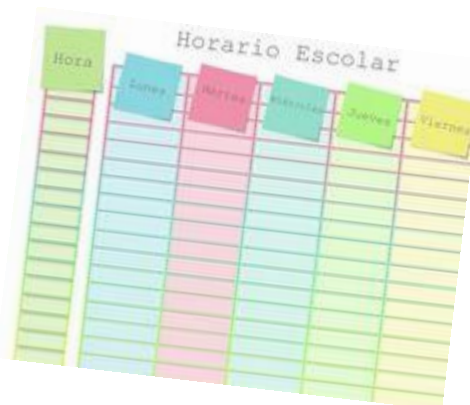 Horario Escolar
Hora
Lunes
Martes
Miércoles
Jueves
Viernes